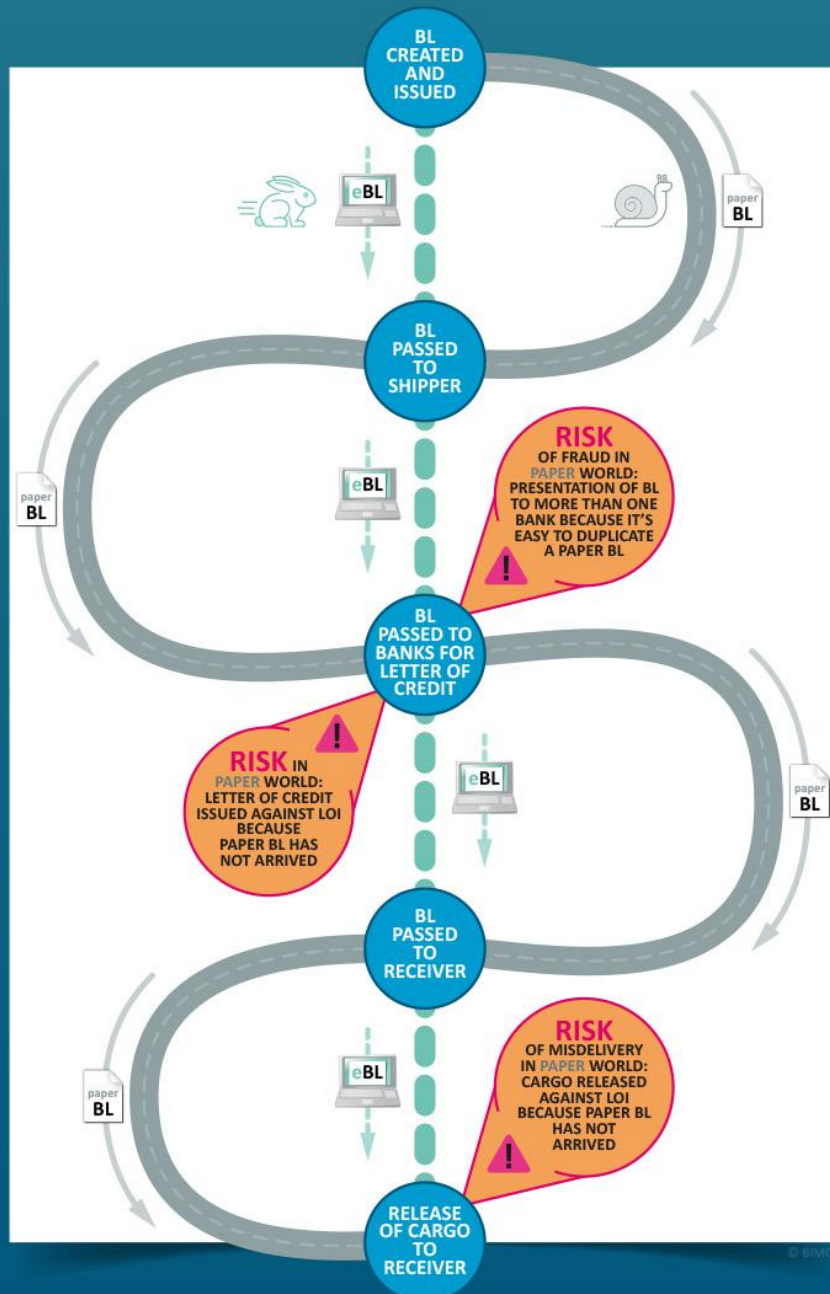 BL
CREATED
AND
ISSUED
eBL
paper
BL
BL
PASSED
TO
SHIPPER
paper
BL
eBL
RISK
OF FRAUD IN
PAPER WORLD:
PRESENTATION OF BL
TO MORE THAN ONE
BANK BECAUSE IT'S
EASY TO DUPLICATE
A PAPER BL
!
BL
PASSED TO
BANKS FOR
LETTER OF
CREDIT
!
RISK IN
PAPER WORLD:
LETTER OF CREDIT
ISSUED AGAINST LOI
BECAUSE
PAPER BL HAS
NOT ARRIVED
eBL
paper
BL
BL
PASSED
TO
RECEIVER
paper
BL
eBL
RISK
OF MISDELIVERY
IN PAPER WORLD:
CARGO RELEASED
AGAINST LOI
BECAUSE PAPER BL
HAS NOT
ARRIVED
!
RELEASE
OF CARGO
TO
RECEIVER
©